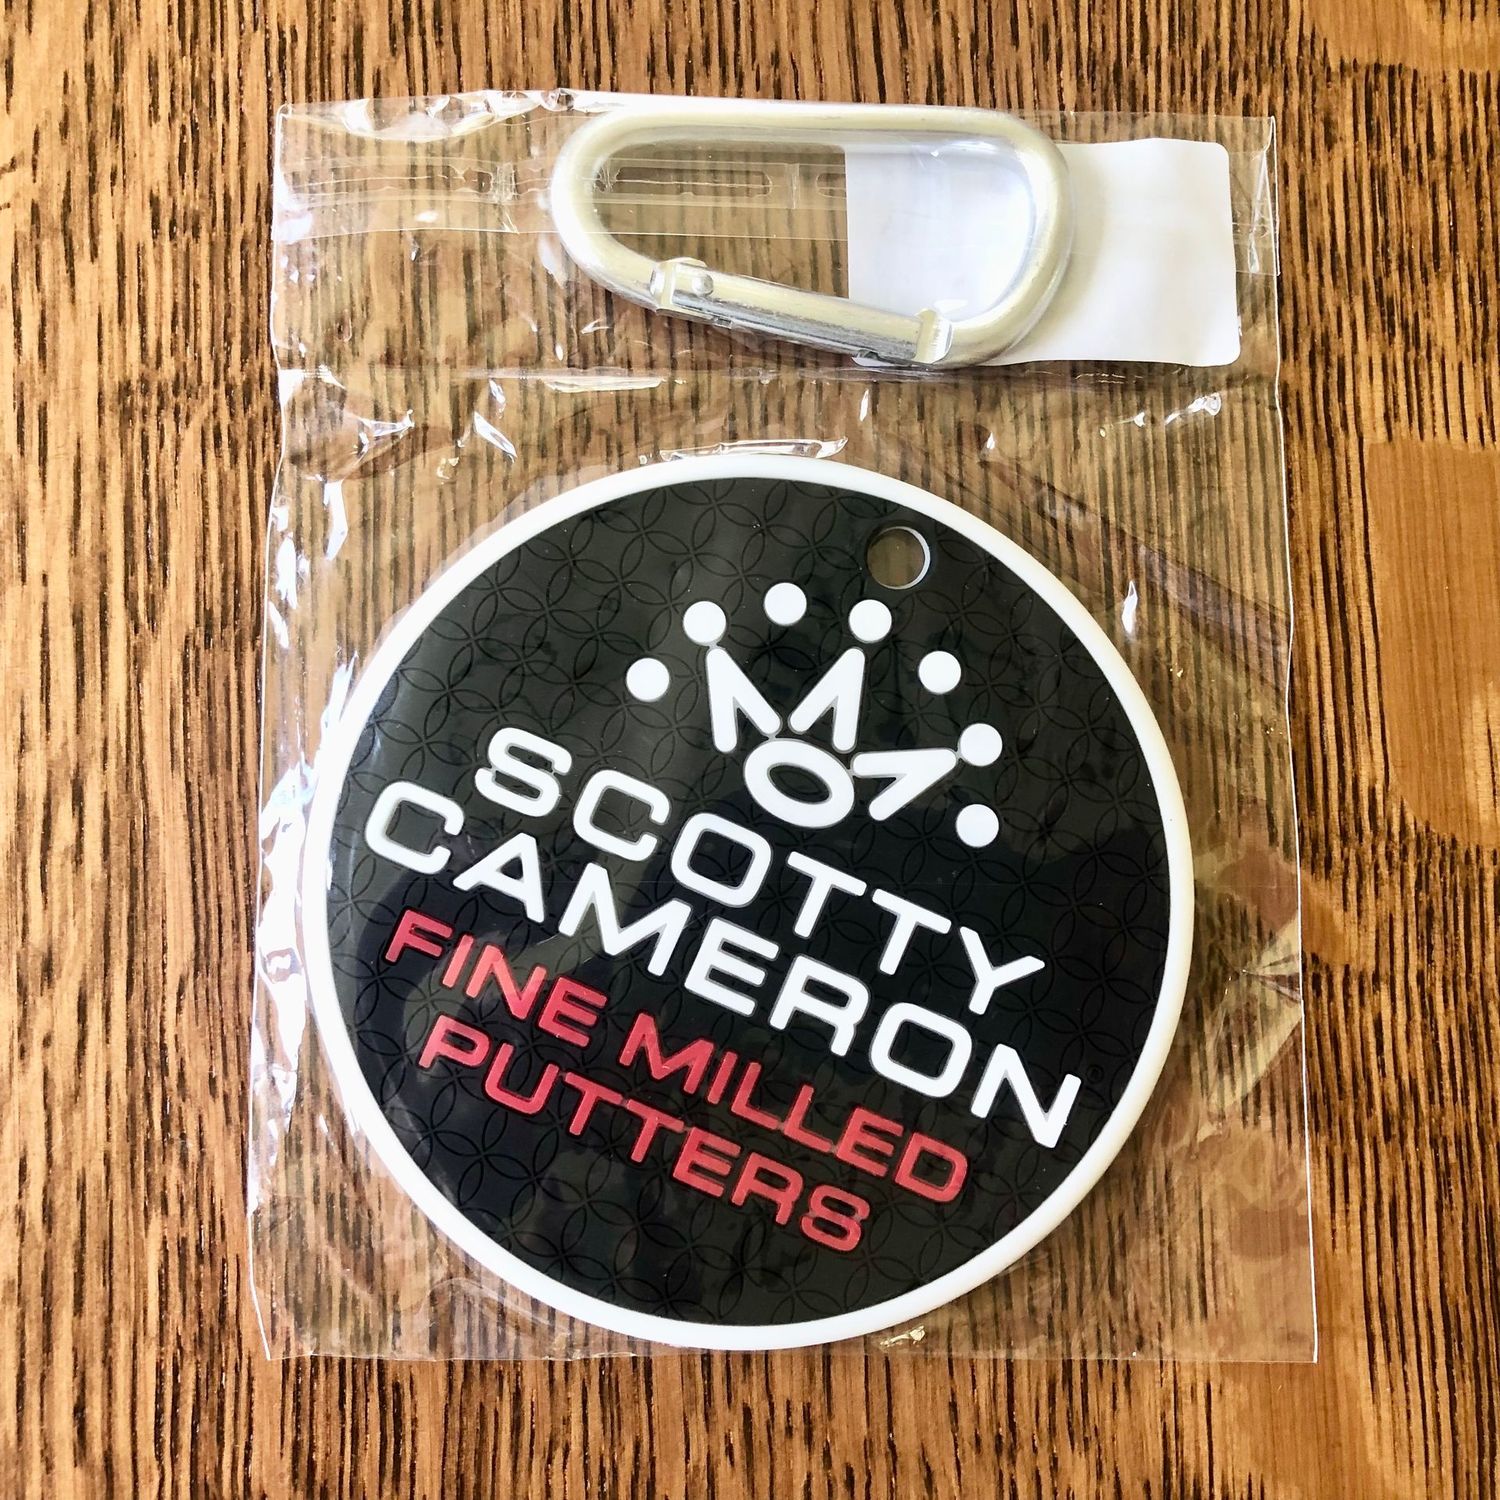 SCOTTY
CAMERON
®
FINE MILLED
PUTTERS